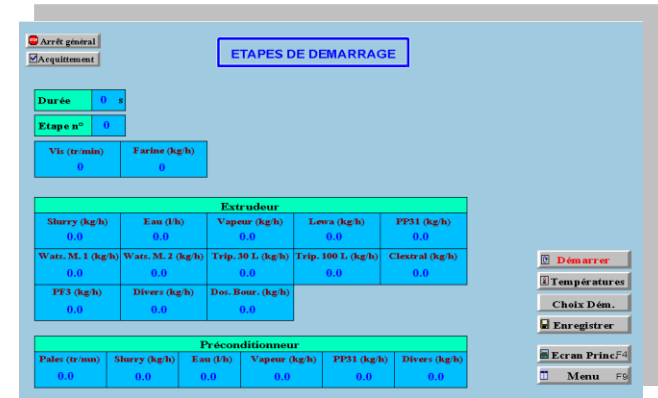 Arrêt général
Acquittement
ETAPES DE DEMARRAGE
Durée 0 s
Etape n° 0
Vis (tr/min) Farine (kg/h)
0 0
Extrudeur
Slurry (kg/h) Eau (l/h) Vapeur (kg/h) Lewa (kg/h) PP31 (kg/h)
0.0 0.0 0.0 0.0 0.0
Wats. M. 1 (kg/h) Wats. M. 2 (kg/h) Trip. 30 L (kg/h) Trip. 100 L (kg/h) Clextral (kg/h)
0.0 0.0 0.0 0.0 0.0
PF3 (kg/h) Divers (kg/h) Dos. Bour. (kg/h)
0.0 0.0 0.0
Préconditionneur
Pales (tr/mn) Slurry (kg/h) Eau (l/h) Vapeur (kg/h) PP31 (kg/h) Divers (kg/h)
0.0 0.0 0.0 0.0 0.0 0.0
Démarrer
Températures
Choix Dém.
Enregistrer
Ecran Princ. F4
Menu F9